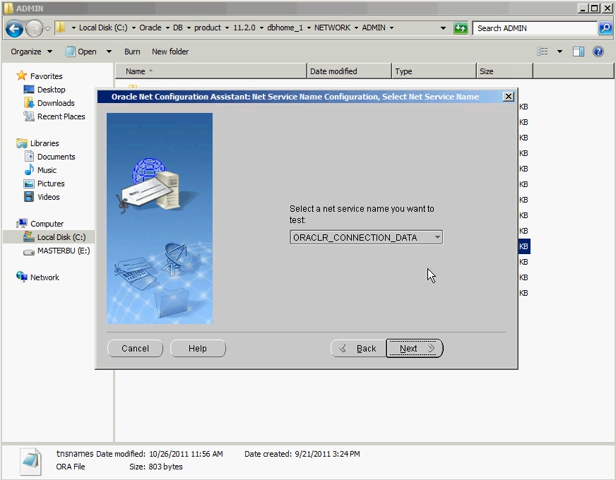 ADMIN
Local Disk (C:) Oracle DB product 11.2.0 dbhome_1 NETWORK ADMIN
Search ADMIN
Organize Open Burn New folder
Name Date modified Type Size
Favorites
Desktop
Downloads
Recent Places
Libraries
Documents
Music
Pictures
Videos
Computer
Local Disk (C:)
MASTERBU (E:)
Network
Oracle Net Configuration Assistant: Net Service Name Configuration, Select Net Service Name
Select a net service name you want to
test:
ORACLR_CONNECTION_DATA
Cancel Help Back Next
KB
KB
KB
KB
KB
KB
KB
KB
KB
KB
KB
KB
KB
tnsnames Date modified: 10/26/2011 11:56 AM Date created: 9/21/2011 3:24 PM
ORA File Size: 803 bytes